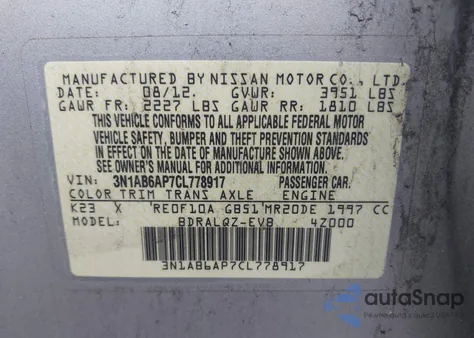 MANUFACTURED BY NISSAN MOTOR CO., LTD.
DATE: 08/12. GVWR: 3951 LBS
GAWR FR: 2227 LBS GAWR RR: 1810 LBS
THIS VEHICLE CONFORMS TO ALL APPLICABLE FEDERAL MOTOR
VEHICLE SAFETY, BUMPER AND THEFT PREVENTION STANDARDS
IN EFFECT ON THE DATE OF MANUFACTURE SHOWN ABOVE.
SEE OWNER'S MANUAL FOR ADDITIONAL INFORMATION.
VIN: 3N1AB6AP7CL778917 PASSENGER CAR.
COLOR TRIM TRANS AXLE ENGINE
K23 X RE0F10A GB51 MR20DE 1997 CC
MODEL: BDRALQZ-EVB 4Z000
3N1AB6AP7CL778917
autaSnap